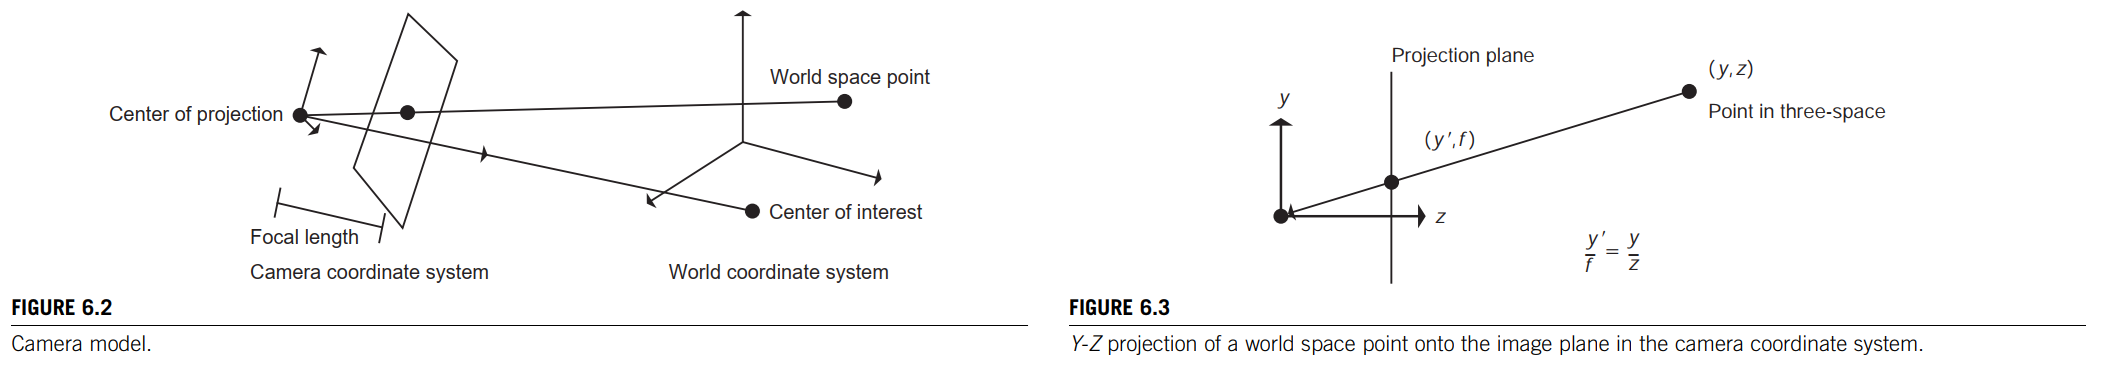 World space point
Center of projection
Center of interest
Focal length
Camera coordinate system
World coordinate system
FIGURE 6.2
Camera model.
Projection plane
(y,z)
Point in three-space
y
(y′,f)
z
y′/f = y/z
FIGURE 6.3
Y-Z projection of a world space point onto the image plane in the camera coordinate system.